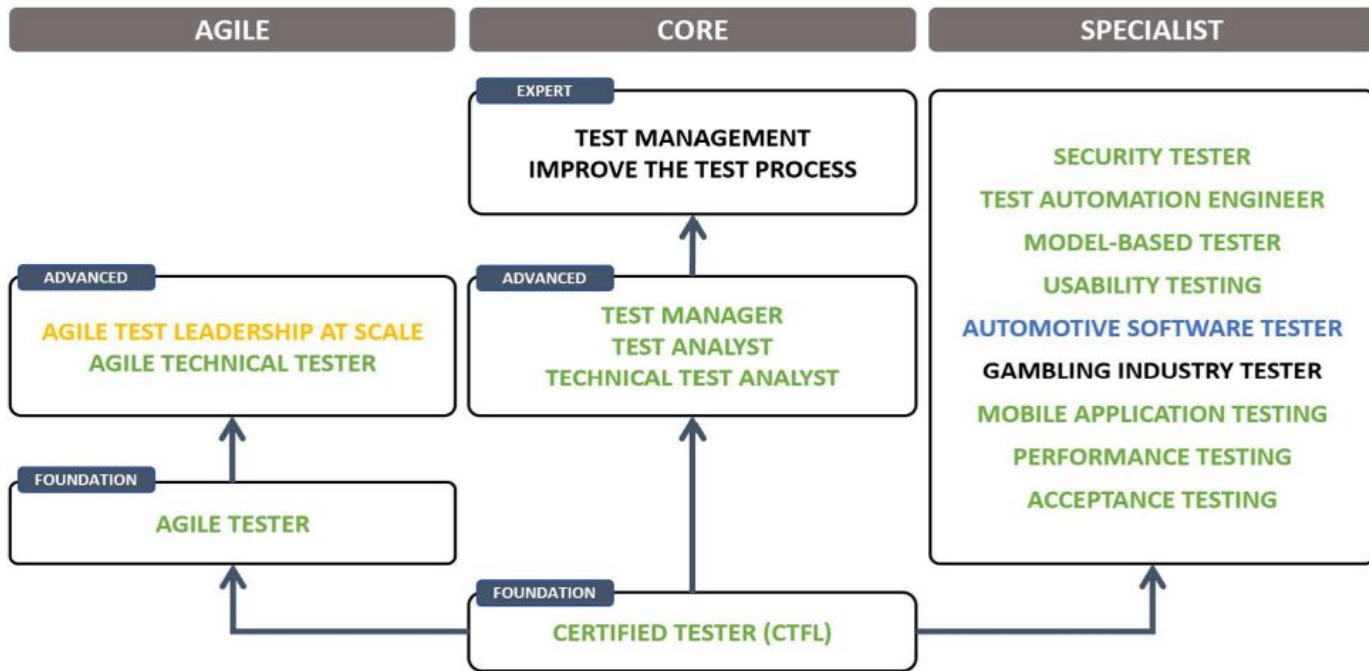 AGILE
CORE
SPECIALIST
EXPERT
TEST MANAGEMENT
IMPROVE THE TEST PROCESS
ADVANCED
AGILE TEST LEADERSHIP AT SCALE
AGILE TECHNICAL TESTER
ADVANCED
TEST MANAGER
TEST ANALYST
TECHNICAL TEST ANALYST
FOUNDATION
AGILE TESTER
FOUNDATION
CERTIFIED TESTER (CTFL)
SECURITY TESTER
TEST AUTOMATION ENGINEER
MODEL-BASED TESTER
USABILITY TESTING
AUTOMOTIVE SOFTWARE TESTER
GAMBLING INDUSTRY TESTER
MOBILE APPLICATION TESTING
PERFORMANCE TESTING
ACCEPTANCE TESTING